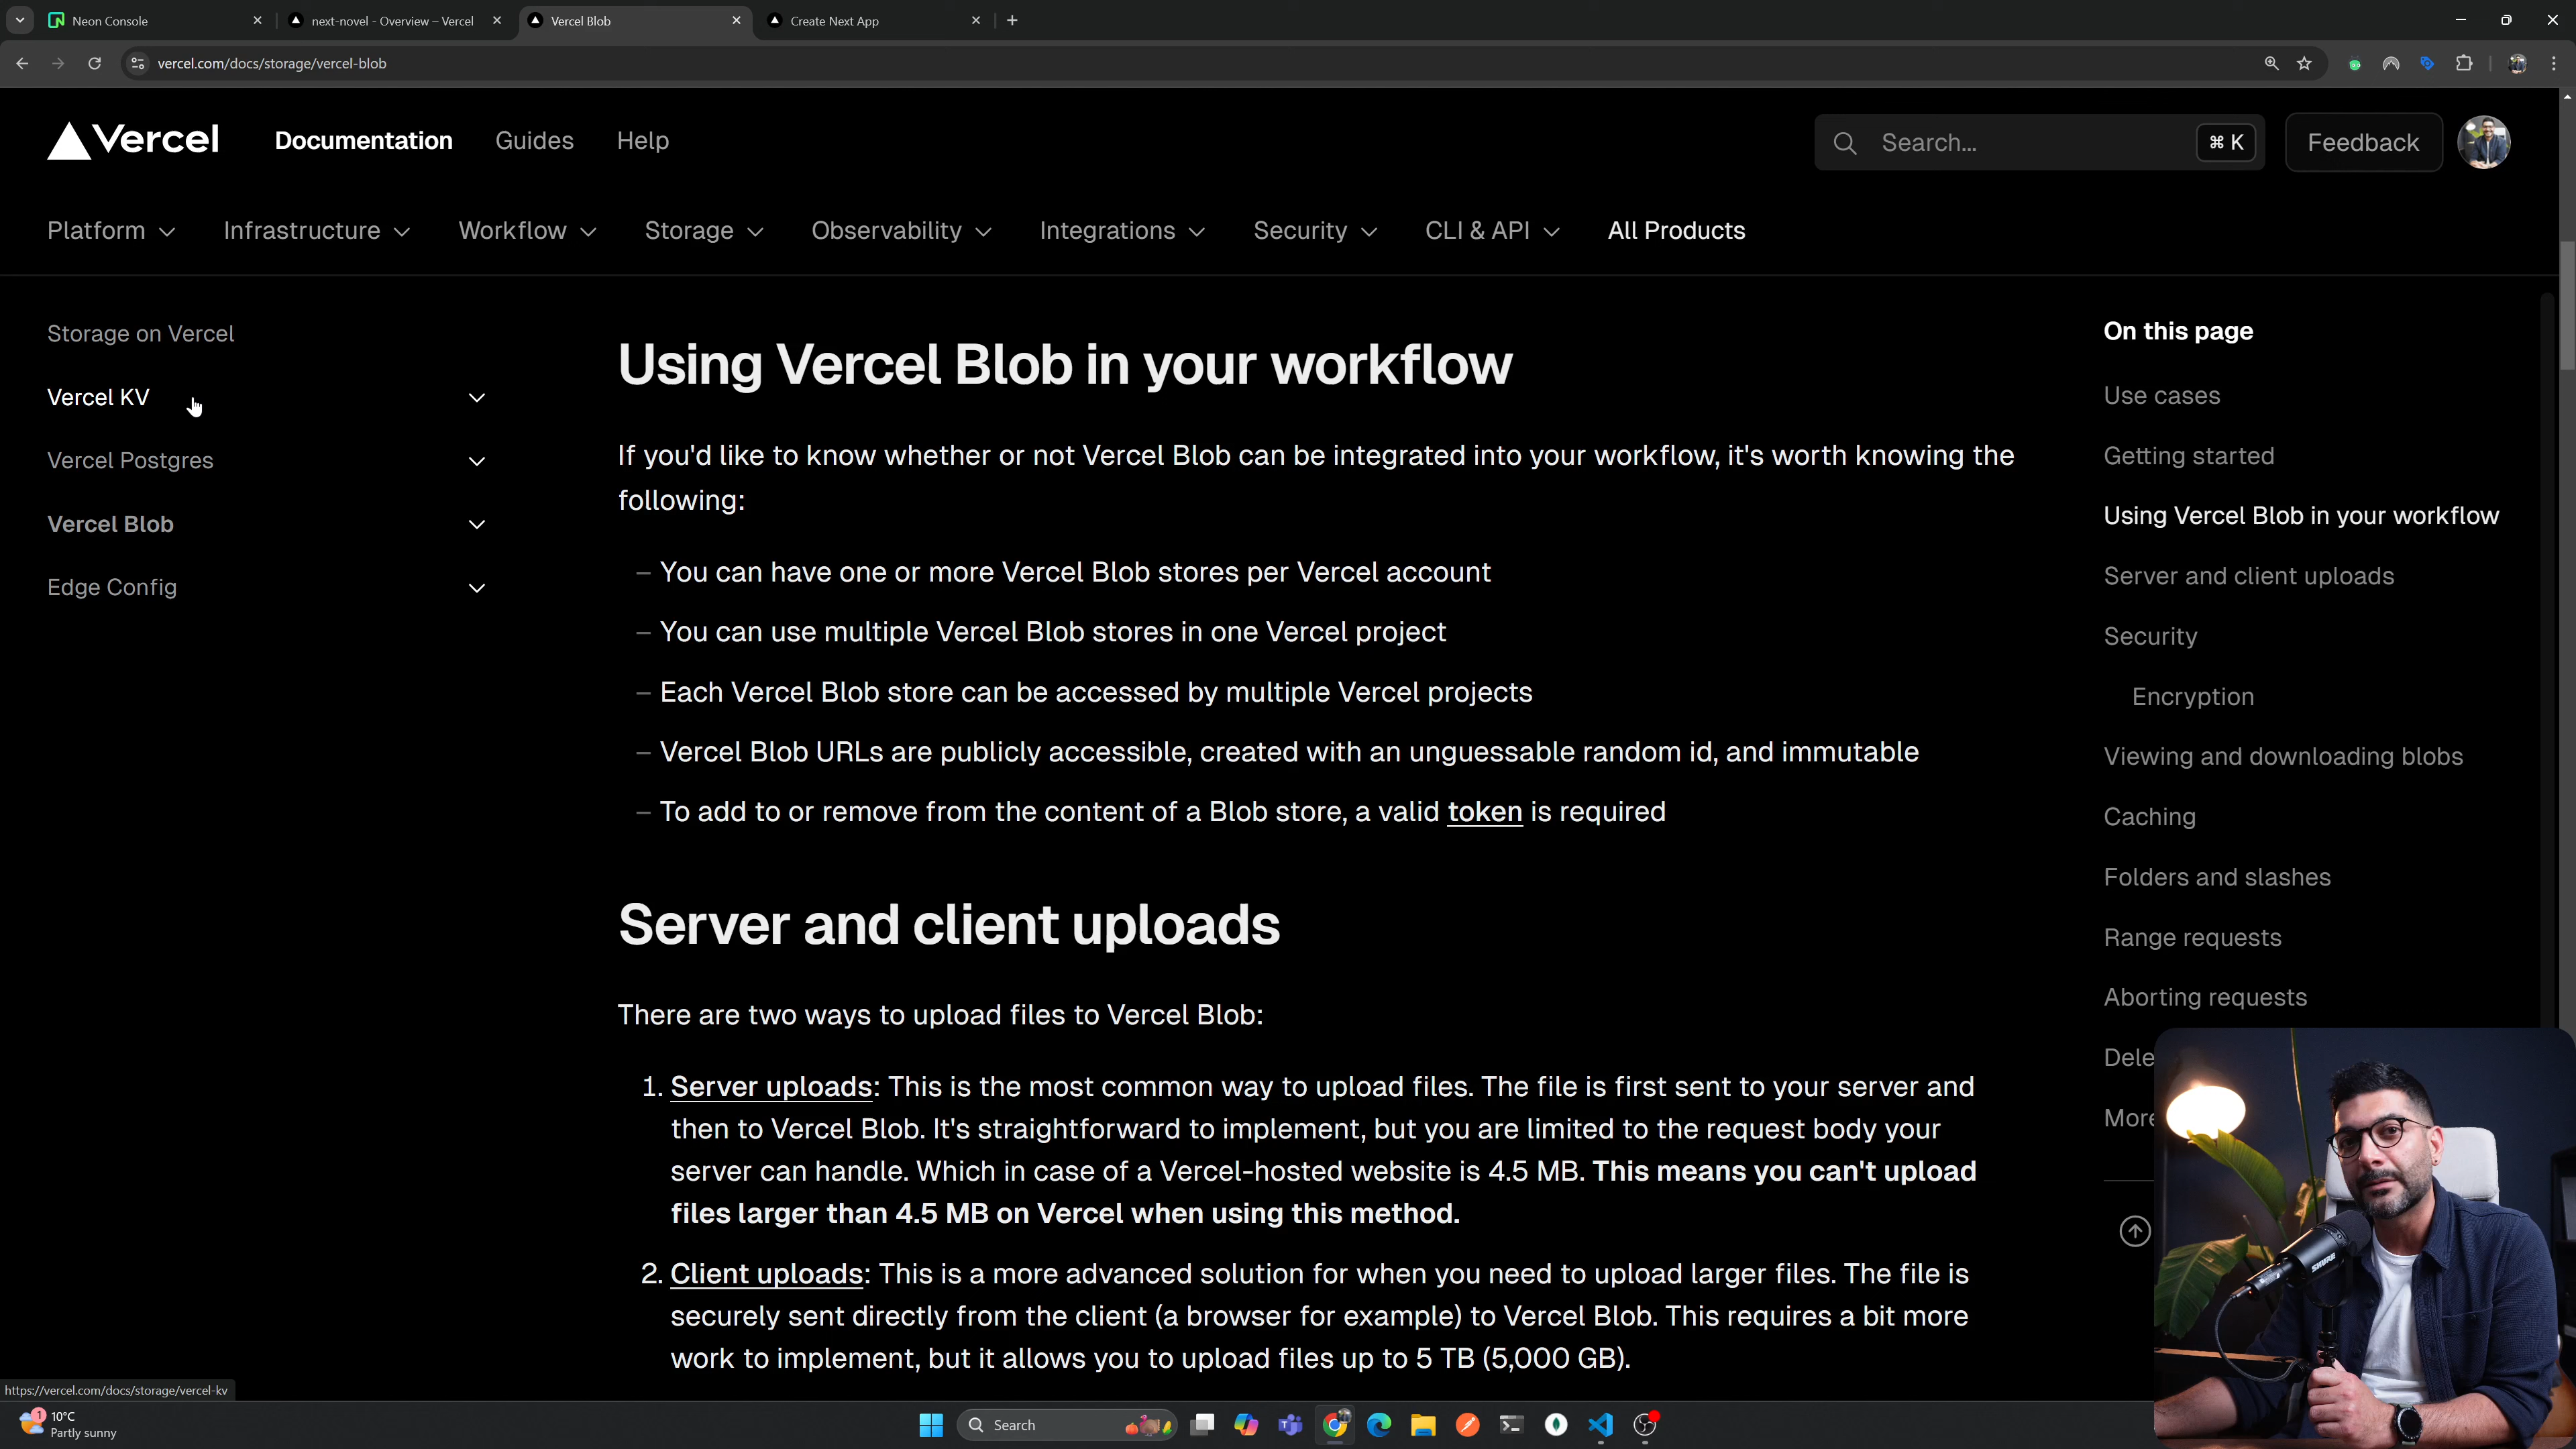 Neon Console
next-novel - Overview – Vercel
Vercel Blob
Create Next App
vercel.com/docs/storage/vercel-blob
Vercel
Documentation
Guides
Help
Search...
⌘ K
Feedback
Platform
Infrastructure
Workflow
Storage
Observability
Integrations
Security
CLI & API
All Products
Storage on Vercel
Vercel KV
Vercel Postgres
Vercel Blob
Edge Config
Using Vercel Blob in your workflow
If you'd like to know whether or not Vercel Blob can be integrated into your workflow, it's worth knowing the
following:
– You can have one or more Vercel Blob stores per Vercel account
– You can use multiple Vercel Blob stores in one Vercel project
– Each Vercel Blob store can be accessed by multiple Vercel projects
– Vercel Blob URLs are publicly accessible, created with an unguessable random id, and immutable
– To add to or remove from the content of a Blob store, a valid token is required
Server and client uploads
There are two ways to upload files to Vercel Blob:
1. Server uploads: This is the most common way to upload files. The file is first sent to your server and
then to Vercel Blob. It's straightforward to implement, but you are limited to the request body your
server can handle. Which in case of a Vercel-hosted website is 4.5 MB. This means you can't upload
files larger than 4.5 MB on Vercel when using this method.
2. Client uploads: This is a more advanced solution for when you need to upload larger files. The file is
securely sent directly from the client (a browser for example) to Vercel Blob. This requires a bit more
work to implement, but it allows you to upload files up to 5 TB (5,000 GB).
On this page
Use cases
Getting started
Using Vercel Blob in your workflow
Server and client uploads
Security
Encryption
Viewing and downloading blobs
Caching
Folders and slashes
Range requests
Aborting requests
Dele
More
SHURE
https://vercel.com/docs/storage/vercel-kv
1
10°C
Partly sunny
Search